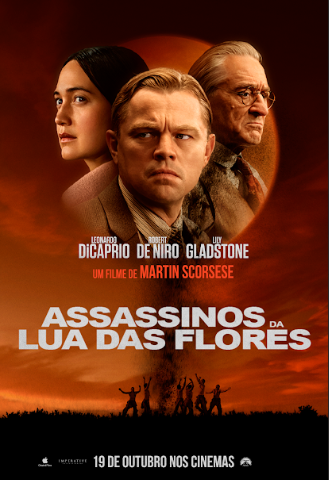 LEONARDO DiCAPRIO ROBERT DE NIRO LILY GLADSTONE
UM FILME DE MARTIN SCORSESE
ASSASSINOS DA
LUA DAS FLORES
IMPERATIVE
19 DE OUTUBRO NOS CINEMAS